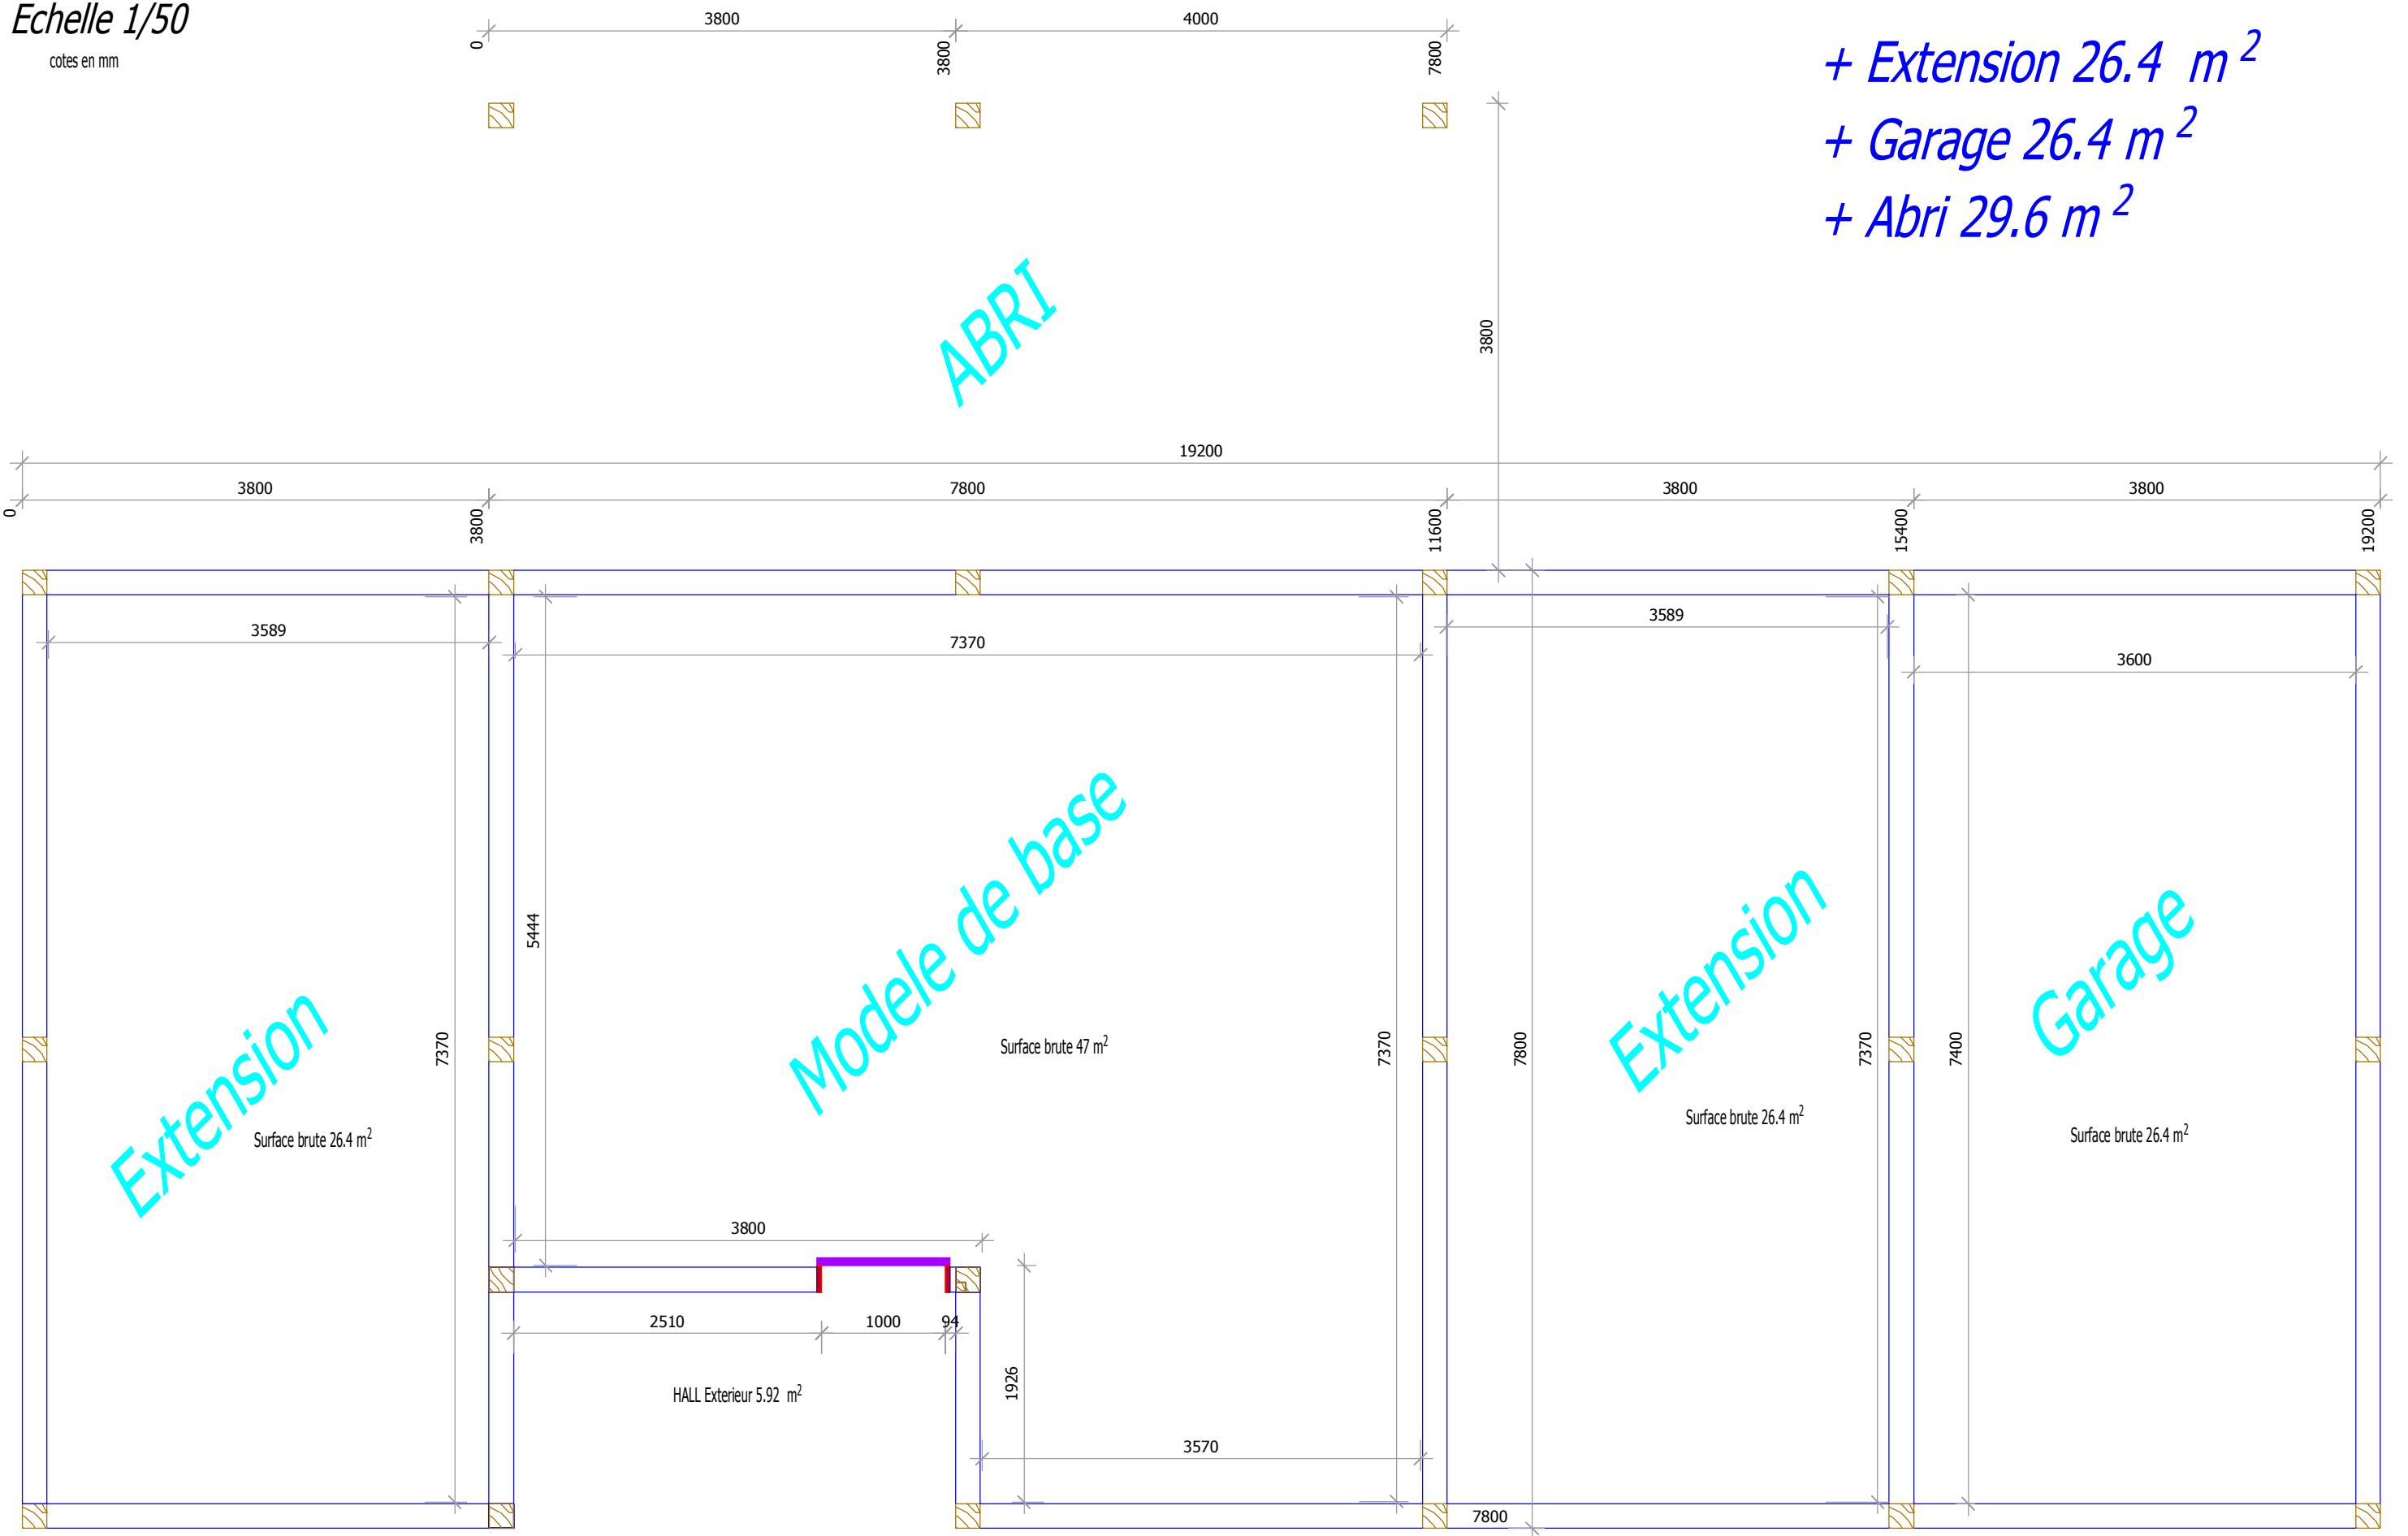 Echelle 1/50
cotes en mm
3800
4000
0
3800
7800
+ Extension 26.4 m²
+ Garage 26.4 m²
+ Abri 29.6 m²
ABRI
3800
19200
3800
7800
3800
3800
0
3800
11600
15400
19200
3589
7370
3589
3600
5444
7370
7370
7800
7370
7400
Modele de base
Surface brute 47 m²
Extension
Surface brute 26.4 m²
Extension
Surface brute 26.4 m²
Garage
Surface brute 26.4 m²
3800
2510
1000
94
1926
HALL Exterieur 5.92 m²
3570
7800